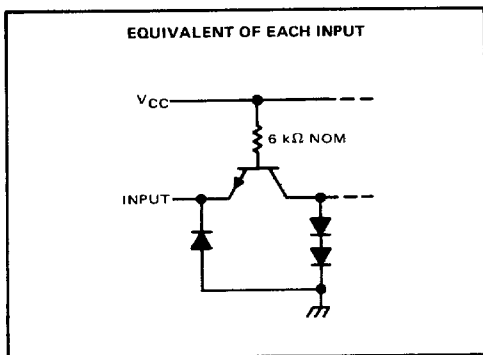 EQUIVALENT OF EACH INPUT
VCC
6 kΩ NOM
INPUT